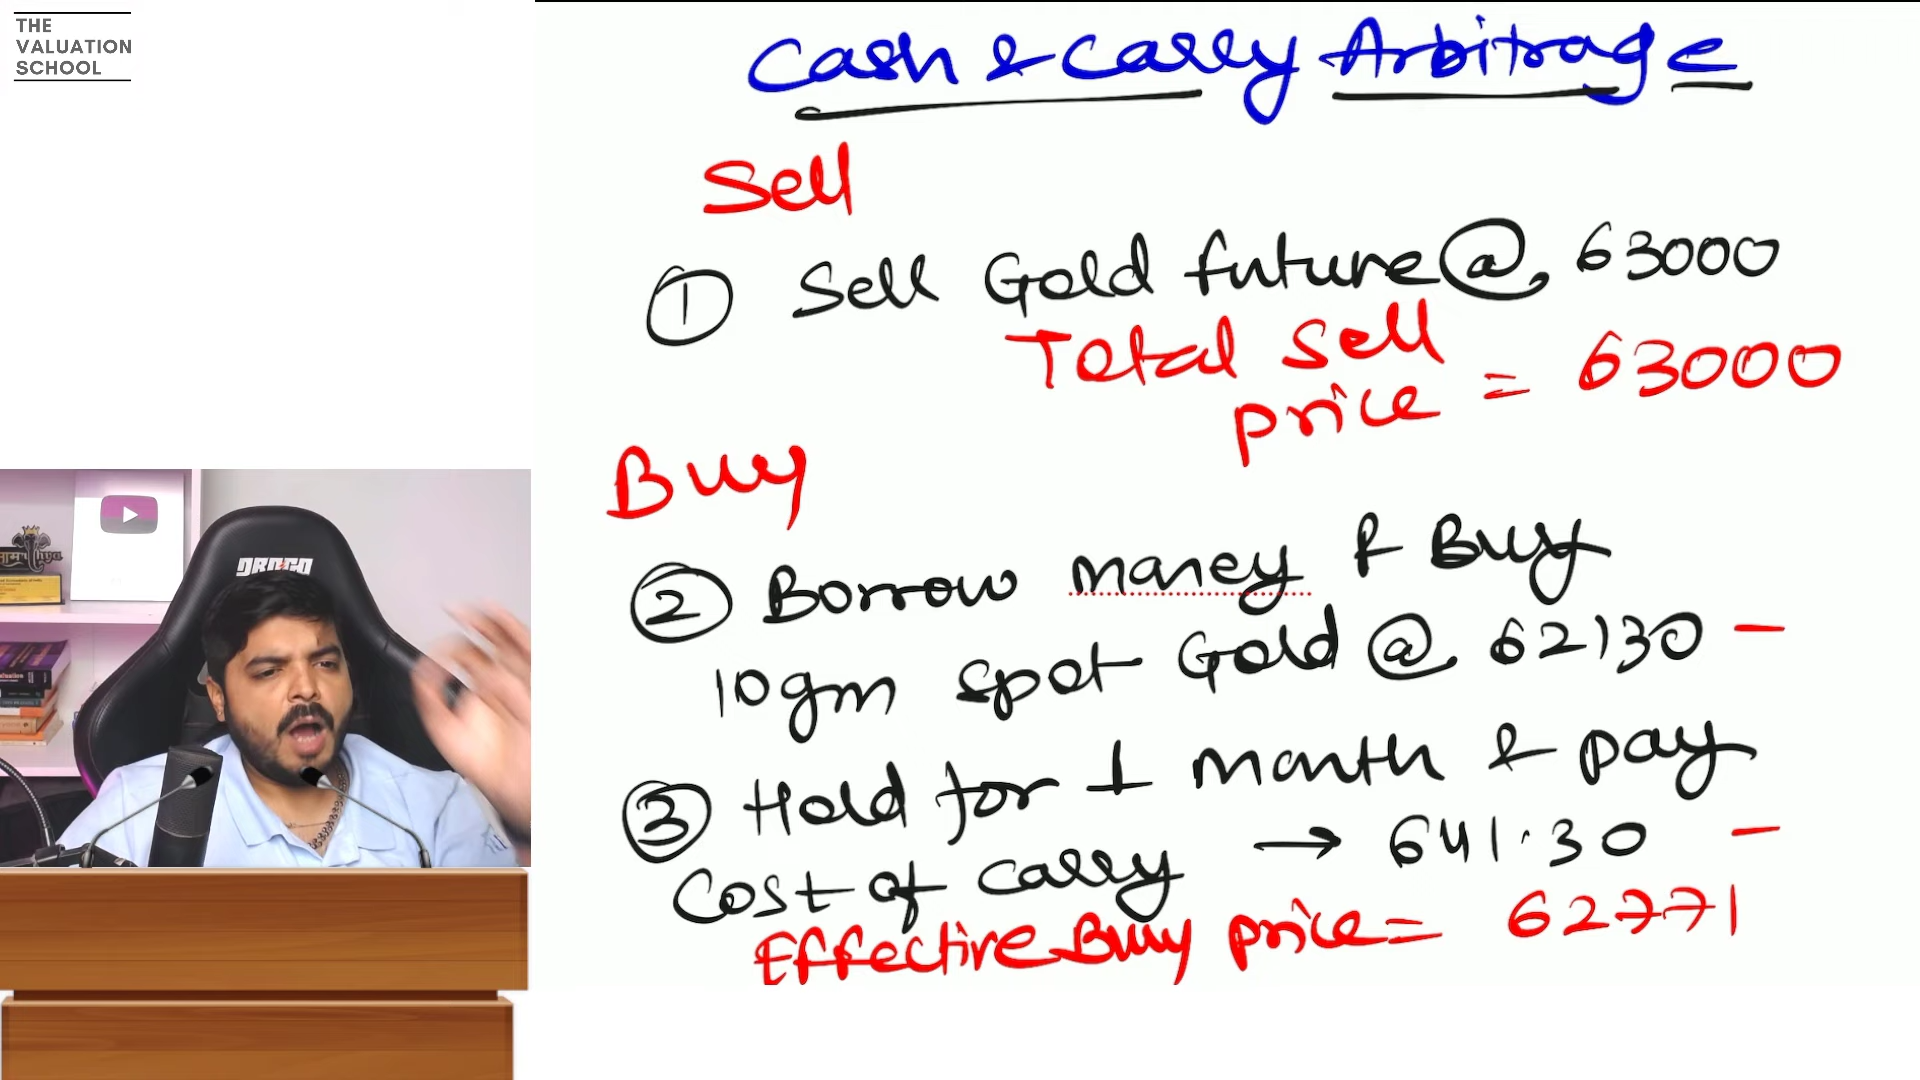 THE
VALUATION
SCHOOL
Cash & Carry Arbitrage
Sell
① Sell Gold future @ 63000
Total Sell
price = 63000
Buy
② Borrow money & Buy
10gm spot Gold @ 62130 -
③ Hold for 1 month & pay
Cost of carry → 641.30 -
Effective Buy price = 62771